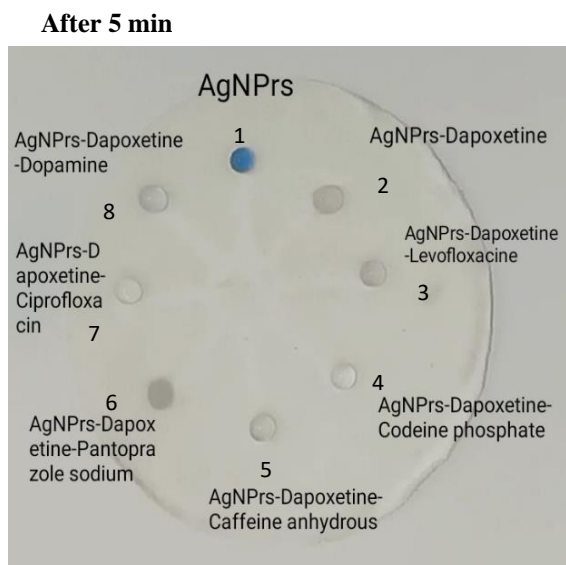 After 5 min
AgNPrs
1
AgNPrs-Dapoxetine
2
AgNPrs-Dapoxetine
-Levofloxacine
3
4
AgNPrs-Dapoxetine-
Codeine phosphate
5
AgNPrs-Dapoxetine-
Caffeine anhydrous
6
AgNPrs-Dapox
etine-Pantopra
zole sodium
AgNPrs-D
apoxetine-
Ciprofloxa
cin
7
AgNPrs-Dapoxetine
-Dopamine
8